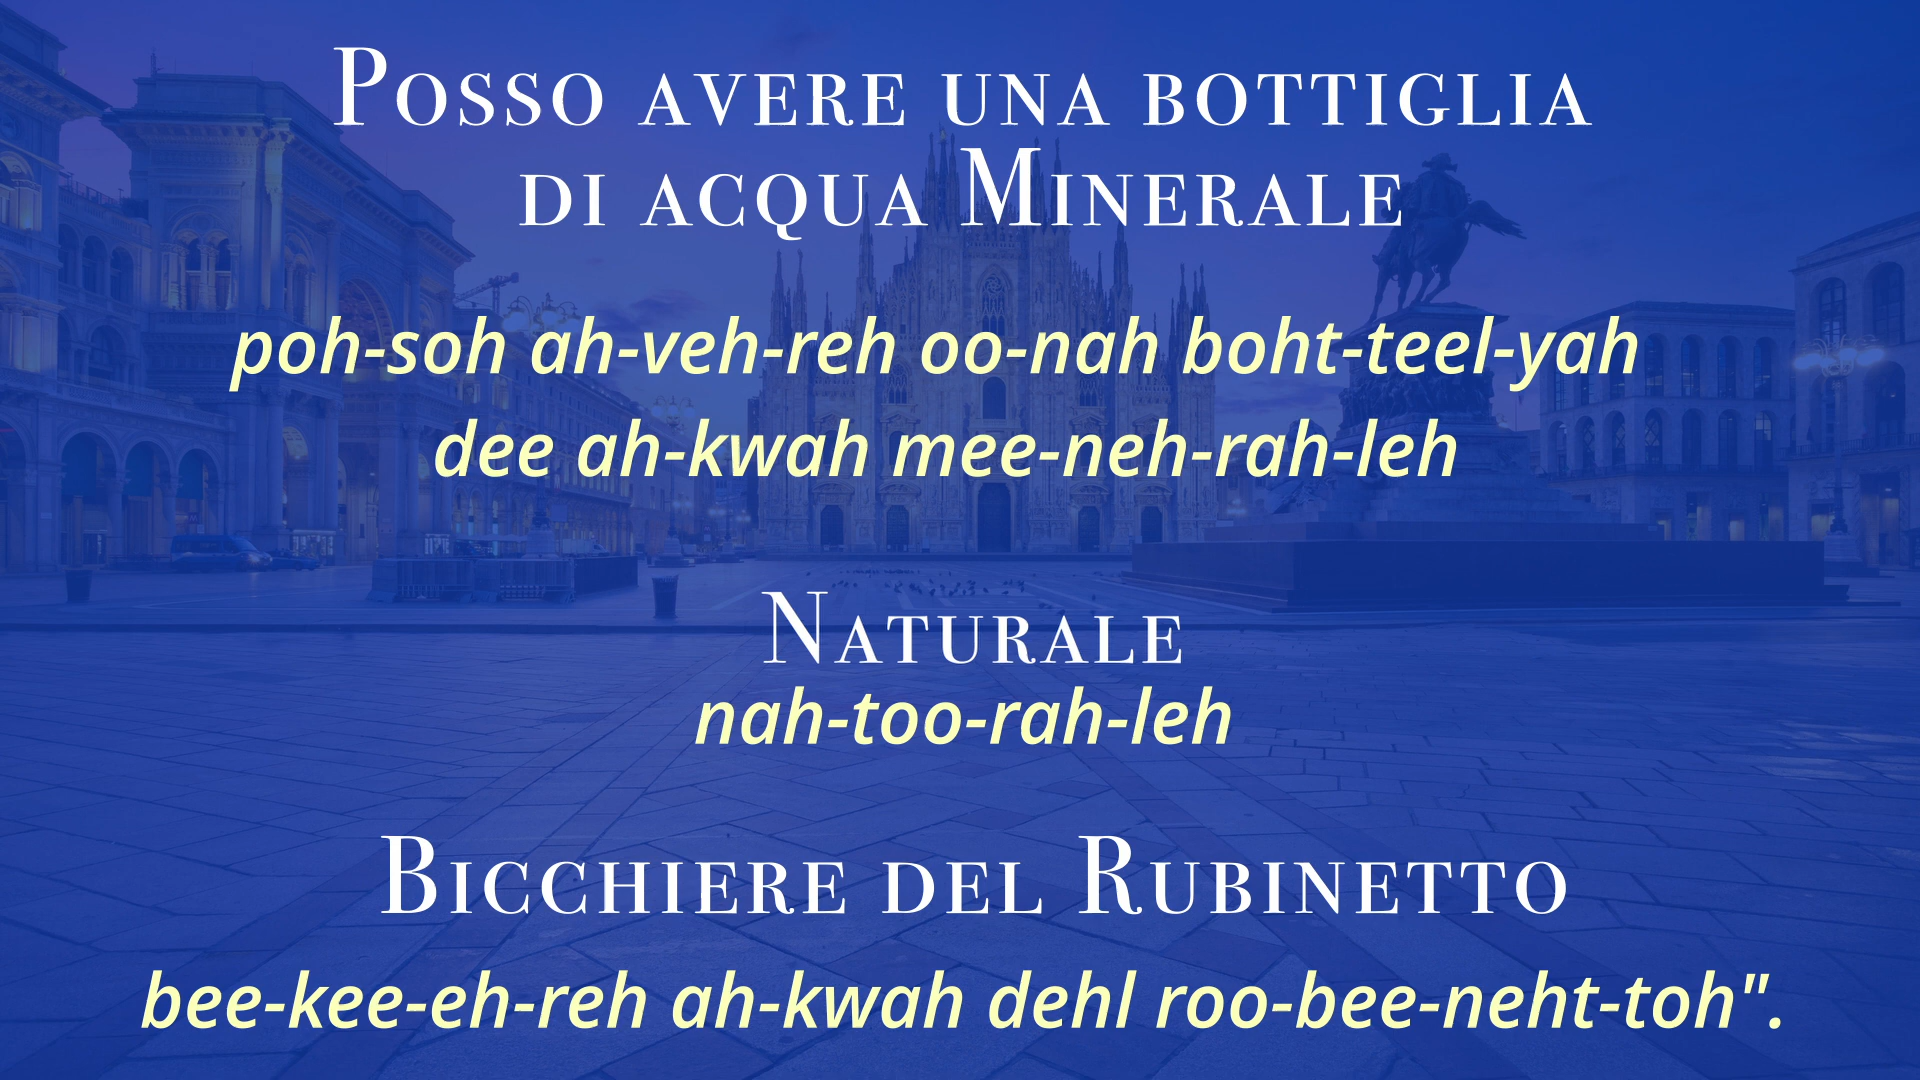 Posso avere una bottiglia
di acqua Minerale
poh-soh ah-veh-reh oo-nah boht-teel-yah
dee ah-kwah mee-neh-rah-leh
Naturale
nah-too-rah-leh
Bicchiere del Rubinetto
bee-kee-eh-reh ah-kwah dehl roo-bee-neht-toh".